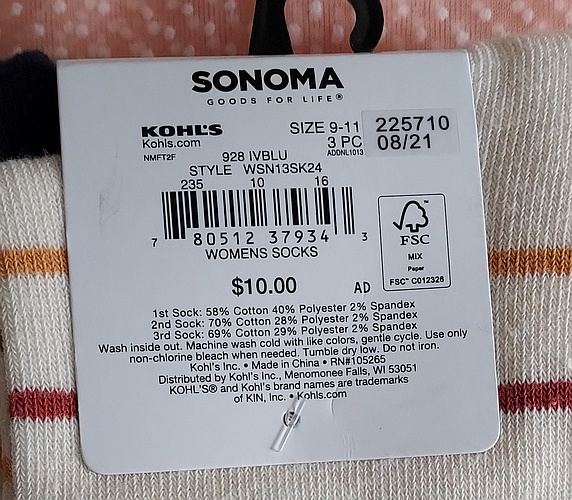 SONOMA
GOODS FOR LIFE®
KOHL'S
SIZE 9-11
225710
Kohls.com
3 PC
08/21
NMFT2F
ADDNL1013
928 IVBLU
STYLE WSN13SK24
235 10 16
7 80512 37934 3
WOMENS SOCKS
FSC™
MIX
Paper
FSC™ C012326
$10.00
AD
1st Sock: 58% Cotton 40% Polyester 2% Spandex
2nd Sock: 70% Cotton 28% Polyester 2% Spandex
3rd Sock: 69% Cotton 29% Polyester 2% Spandex
Wash inside out. Machine wash cold with like colors, gentle cycle. Use only
non-chlorine bleach when needed. Tumble dry low. Do not iron.
Kohl's Inc. • Made in China • RN#105265
Distributed by Kohl's Inc., Menomonee Falls, WI 53051
KOHL'S® and Kohl's brand names are trademarks
of KIN, Inc. • Kohls.com